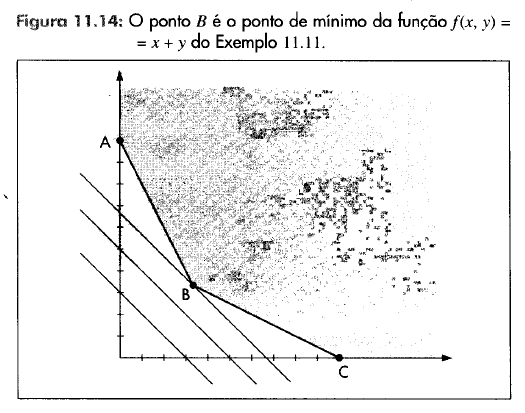 Figura 11.14: O ponto B é o ponto de mínimo da função f(x, y) =
= x + y do Exemplo 11.11.
A
B
C